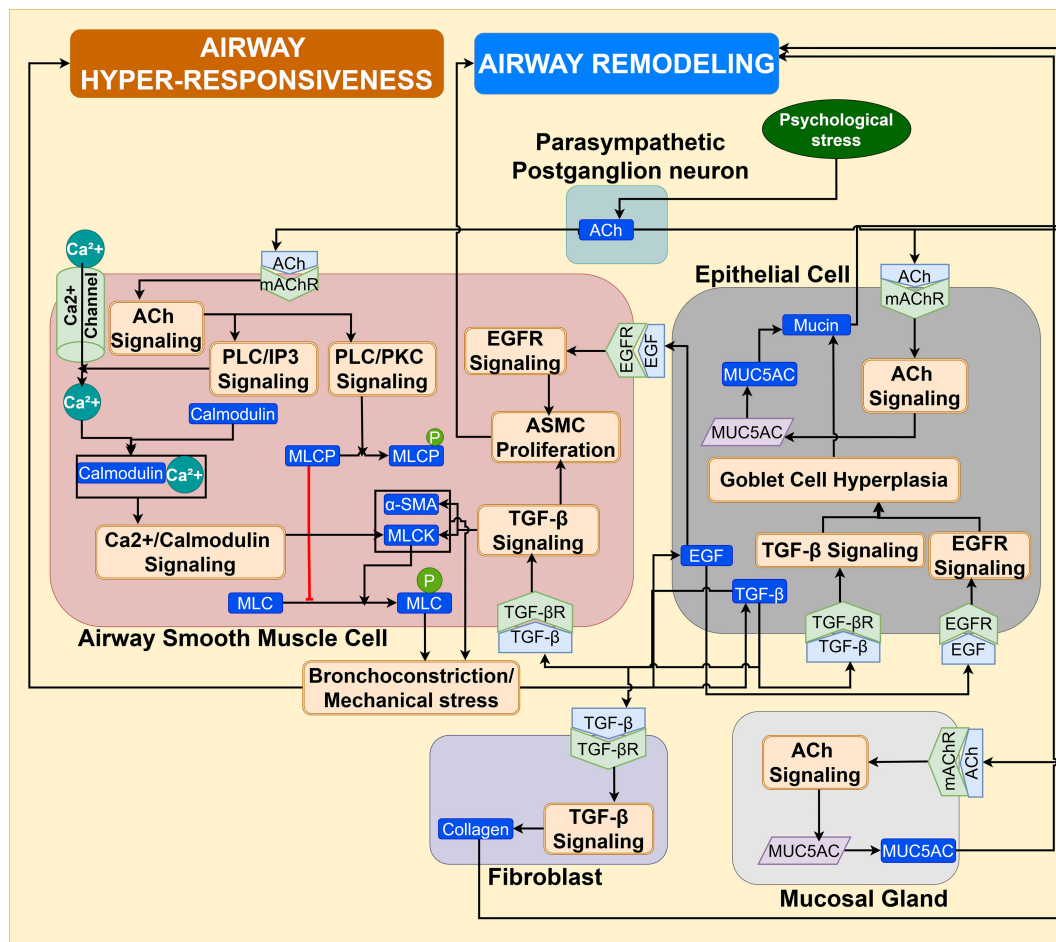 AIRWAY
HYPER-RESPONSIVENESS
AIRWAY REMODELING
Psychological
stress
Parasympathetic
Postganglion neuron
ACh
Ca²+
Ca2+
Channel
ACh
mAChR
ACh
Signaling
PLC/IP3
Signaling
PLC/PKC
Signaling
EGFR
Signaling
EGFR
EGF
Ca²+
Calmodulin
Calmodulin
Ca²+
MLCP
P
MLCP
ASMC
Proliferation
α-SMA
MLCK
TGF-β
Signaling
Ca2+/Calmodulin
Signaling
MLC
P
MLC
TGF-βR
TGF-β
Airway Smooth Muscle Cell
Bronchoconstriction/
Mechanical stress
Epithelial Cell
ACh
mAChR
Mucin
MUC5AC
ACh
Signaling
MUC5AC
Goblet Cell Hyperplasia
TGF-β Signaling
EGFR
Signaling
EGF
TGF-β
TGF-βR
TGF-β
EGFR
EGF
TGF-β
TGF-βR
TGF-β
Signaling
Collagen
Fibroblast
ACh
Signaling
mAChR
ACh
MUC5AC
MUC5AC
Mucosal Gland